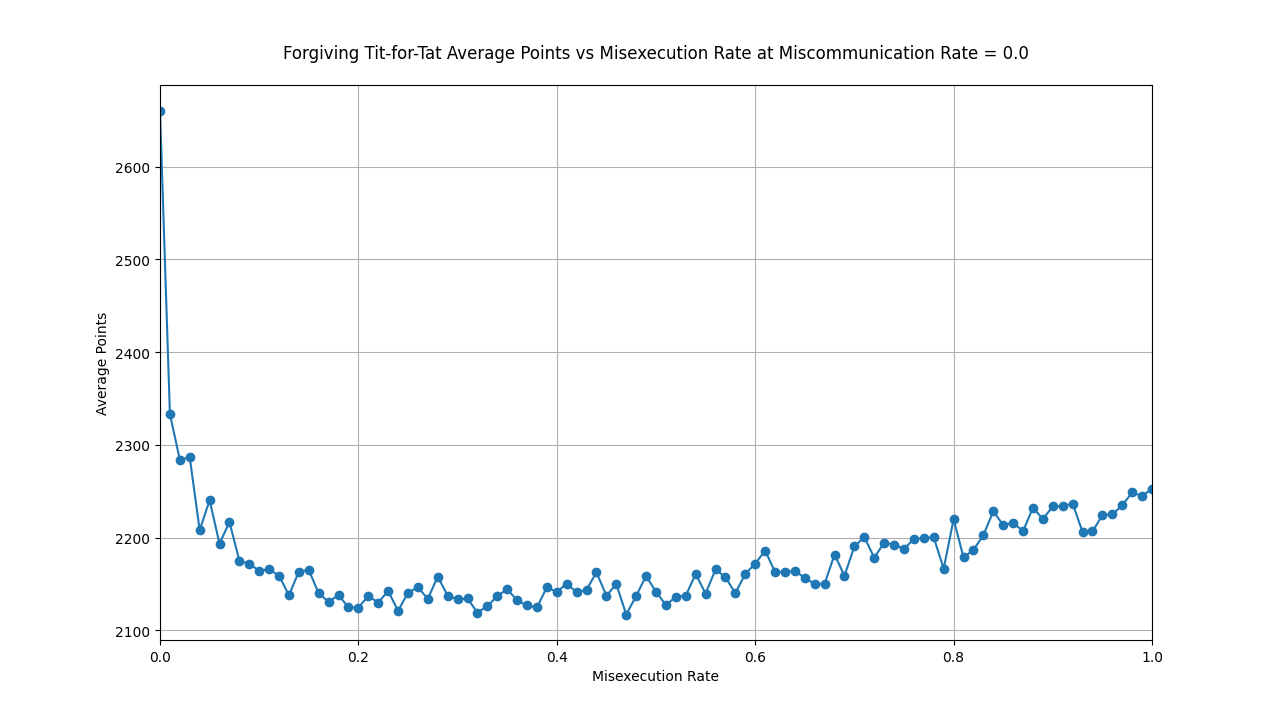 Forgiving Tit-for-Tat Average Points vs Misexecution Rate at Miscommunication Rate = 0.0
2600
2500
2400
2300
2200
2100
Average Points
0.0 0.2 0.4 0.6 0.8 1.0
Misexecution Rate